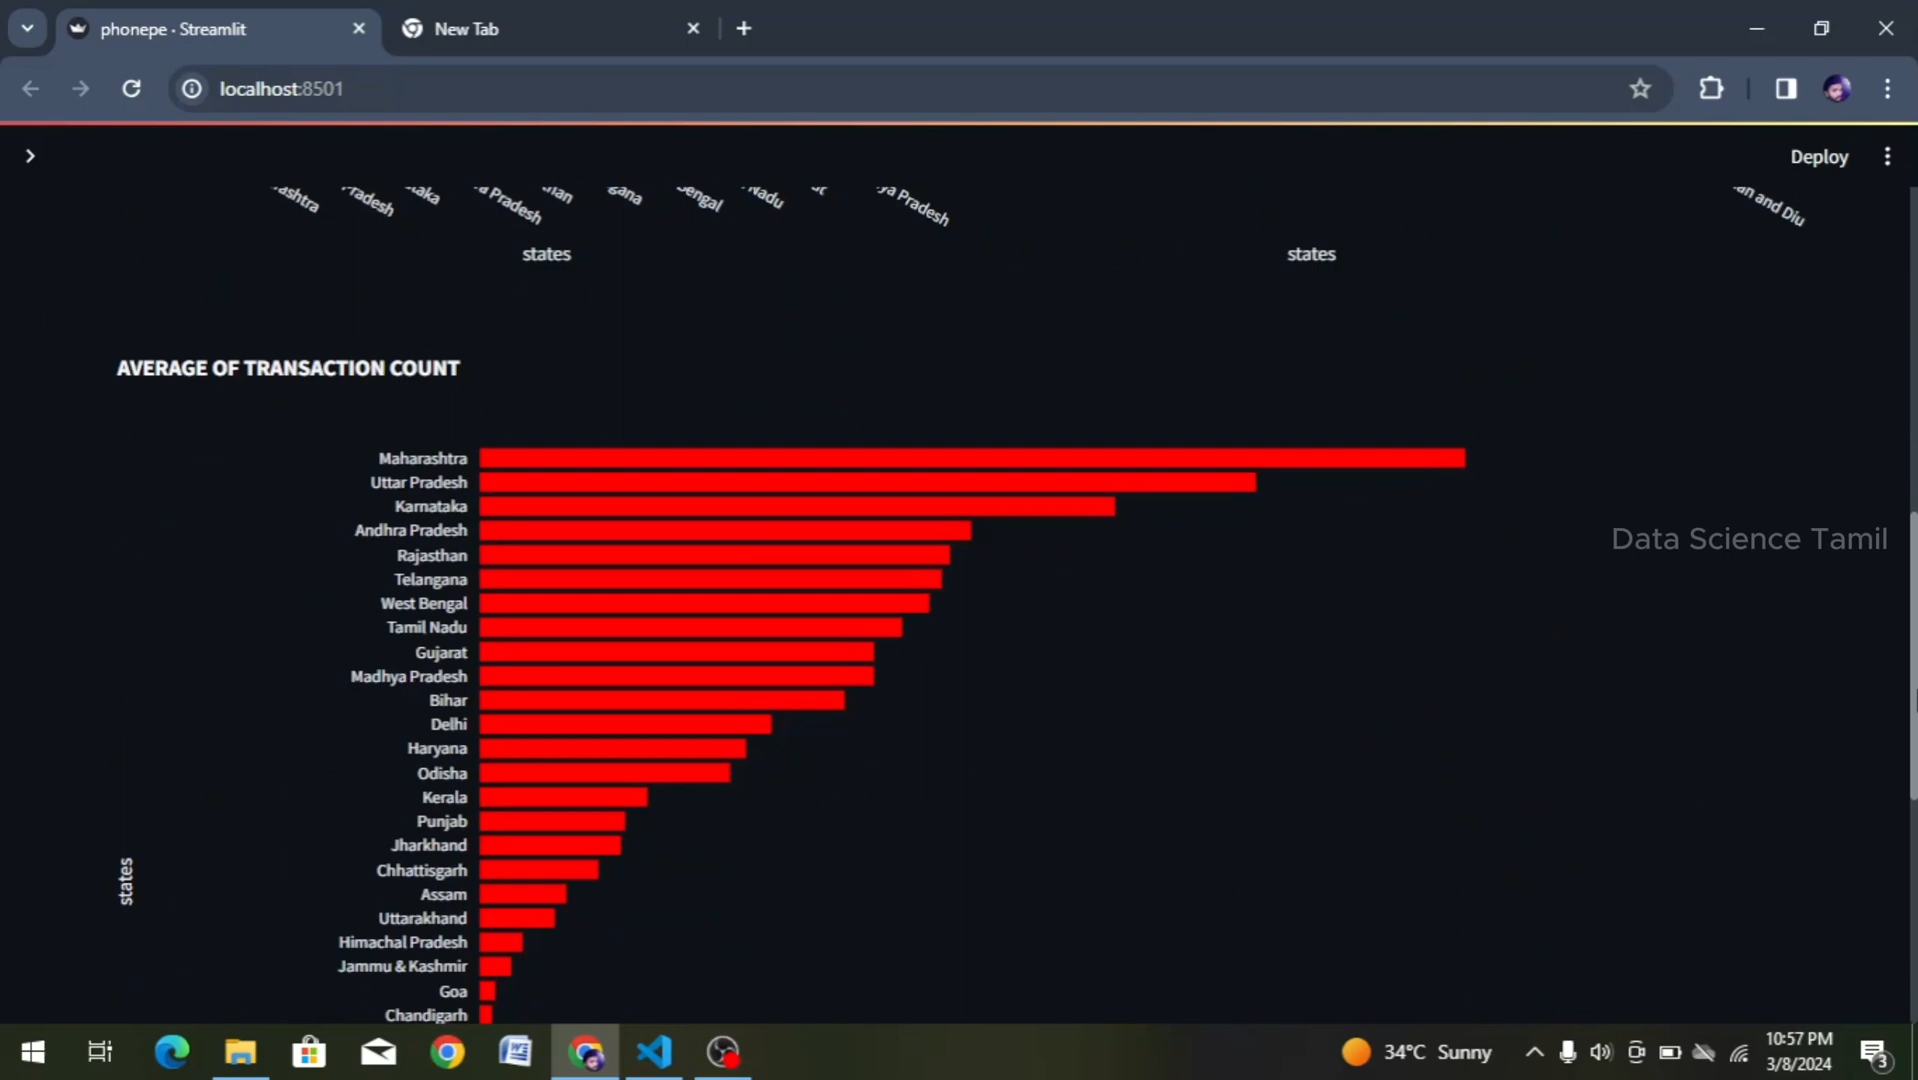 phonepe · Streamlit
New Tab
localhost:8501
Deploy
states
states
AVERAGE OF TRANSACTION COUNT
Maharashtra
Uttar Pradesh
Karnataka
Andhra Pradesh
Rajasthan
Telangana
West Bengal
Tamil Nadu
Gujarat
Madhya Pradesh
Bihar
Delhi
Haryana
Odisha
Kerala
Punjab
Jharkhand
Chhattisgarh
Assam
Uttarakhand
Himachal Pradesh
Jammu & Kashmir
Goa
Chandigarh
states
Data Science Tamil
34°C Sunny
10:57 PM
3/8/2024
3